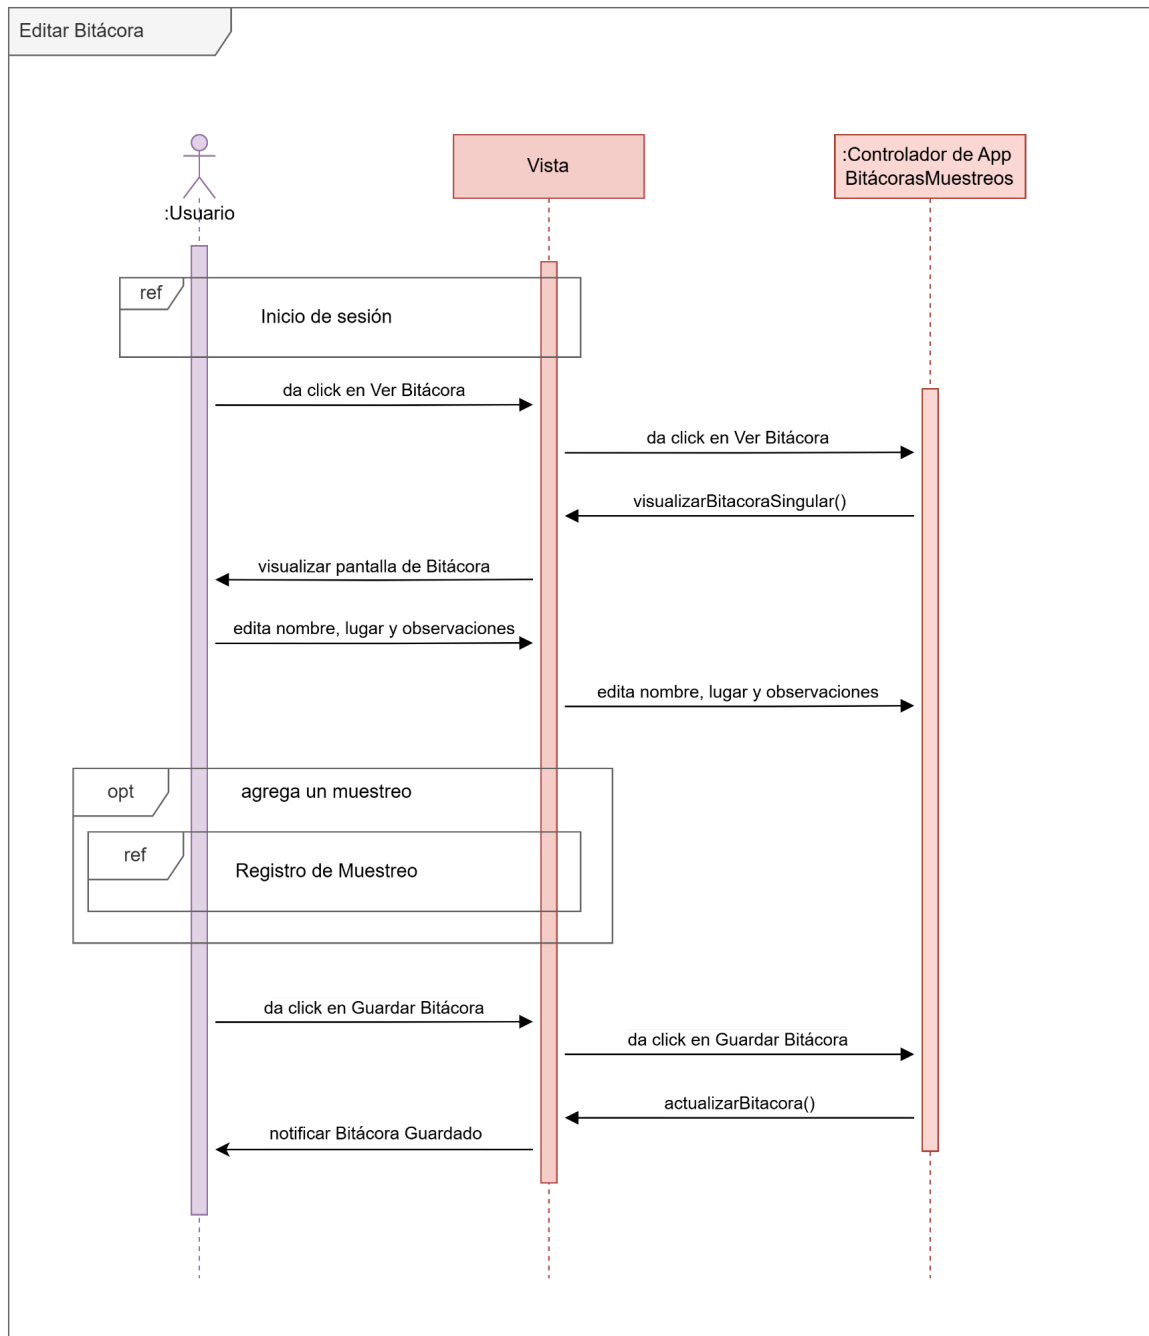 Editar Bitácora
:Usuario
Vista
:Controlador de App
BitácorasMuestreos
ref
Inicio de sesión
da click en Ver Bitácora
da click en Ver Bitácora
visualizarBitacoraSingular()
visualizar pantalla de Bitácora
edita nombre, lugar y observaciones
edita nombre, lugar y observaciones
opt
agrega un muestreo
ref
Registro de Muestreo
da click en Guardar Bitácora
da click en Guardar Bitácora
actualizarBitacora()
notificar Bitácora Guardado